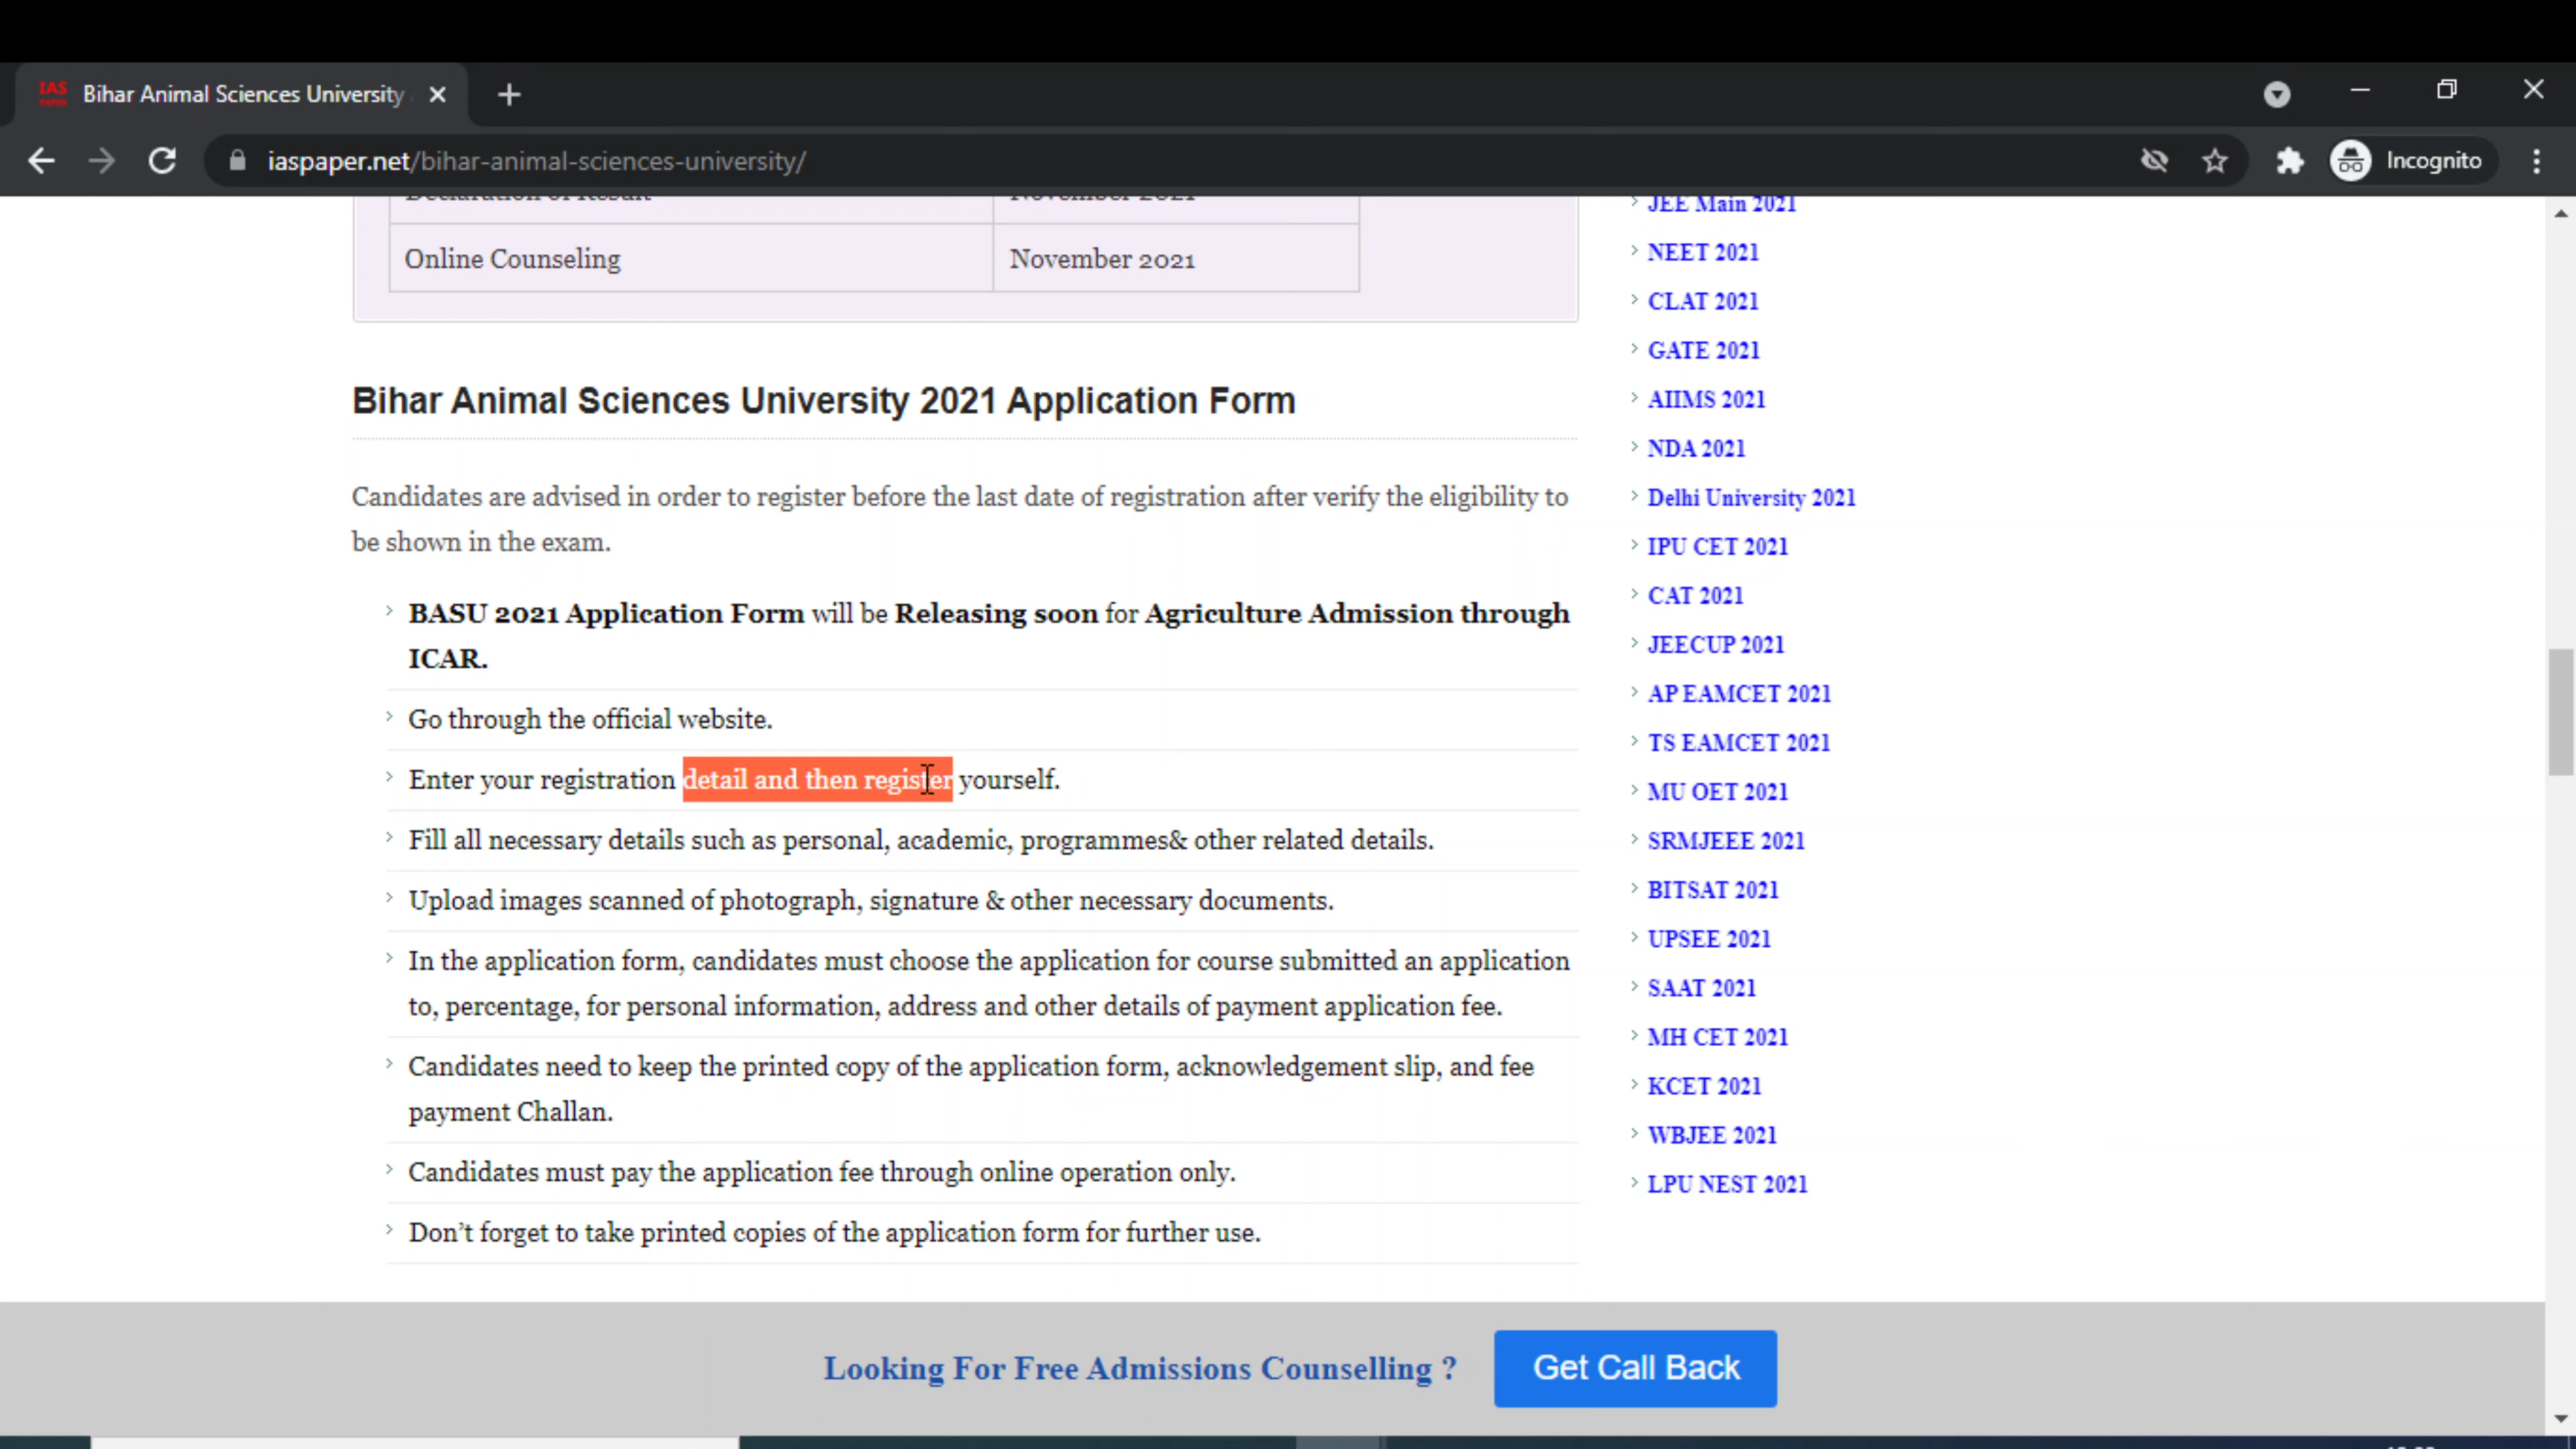 IAS
PAPER
Bihar Animal Sciences University
iaspaper.net/bihar-animal-sciences-university/
Incognito
Declaration of Result November 2021
Online Counseling November 2021
Bihar Animal Sciences University 2021 Application Form
Candidates are advised in order to register before the last date of registration after verify the eligibility to
be shown in the exam.
BASU 2021 Application Form will be Releasing soon for Agriculture Admission through
ICAR.
Go through the official website.
Enter your registration detail and then register yourself.
Fill all necessary details such as personal, academic, programmes& other related details.
Upload images scanned of photograph, signature & other necessary documents.
In the application form, candidates must choose the application for course submitted an application
to, percentage, for personal information, address and other details of payment application fee.
Candidates need to keep the printed copy of the application form, acknowledgement slip, and fee
payment Challan.
Candidates must pay the application fee through online operation only.
Don’t forget to take printed copies of the application form for further use.
JEE Main 2021
NEET 2021
CLAT 2021
GATE 2021
AIIMS 2021
NDA 2021
Delhi University 2021
IPU CET 2021
CAT 2021
JEECUP 2021
AP EAMCET 2021
TS EAMCET 2021
MU OET 2021
SRMJEEE 2021
BITSAT 2021
UPSEE 2021
SAAT 2021
MH CET 2021
KCET 2021
WBJEE 2021
LPU NEST 2021
Looking For Free Admissions Counselling ?
Get Call Back